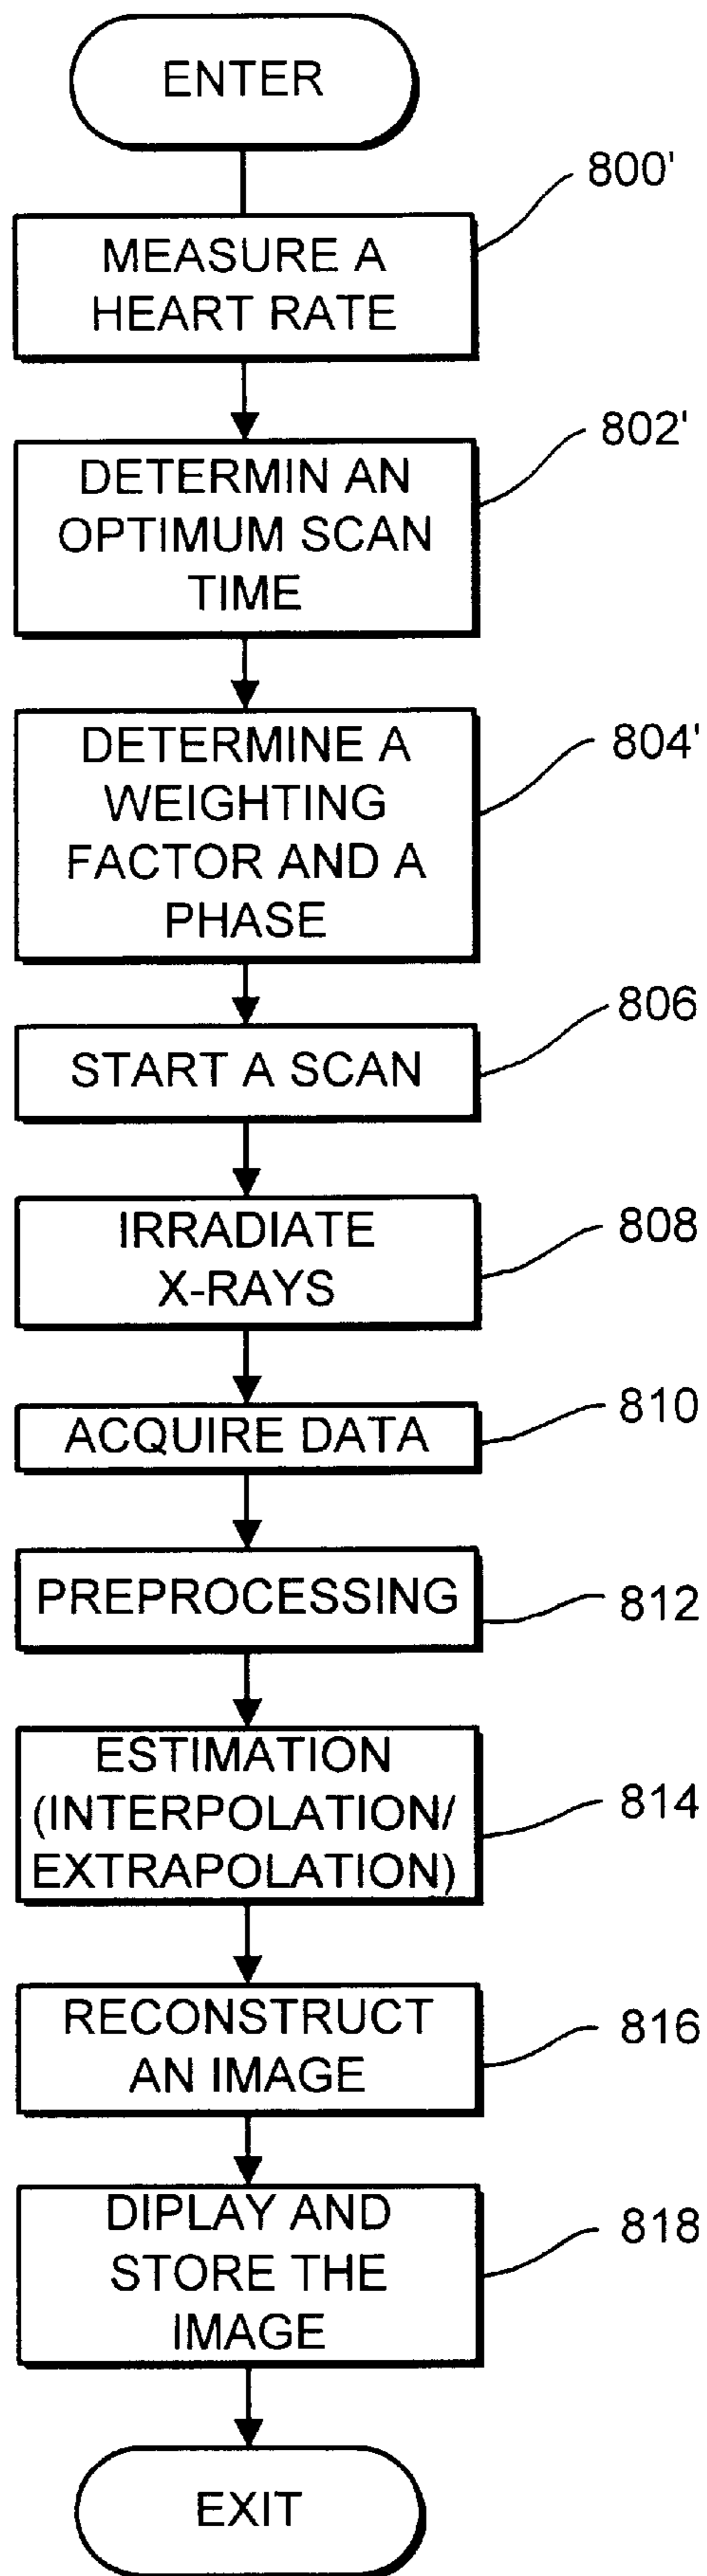 ENTER
800'
MEASURE A
HEART RATE
802'
DETERMIN AN
OPTIMUM SCAN
TIME
804'
DETERMINE A
WEIGHTING
FACTOR AND A
PHASE
806
START A SCAN
808
IRRADIATE
X-RAYS
810
ACQUIRE DATA
812
PREPROCESSING
814
ESTIMATION
(INTERPOLATION/
EXTRAPOLATION)
816
RECONSTRUCT
AN IMAGE
818
DIPLAY AND
STORE THE
IMAGE
EXIT